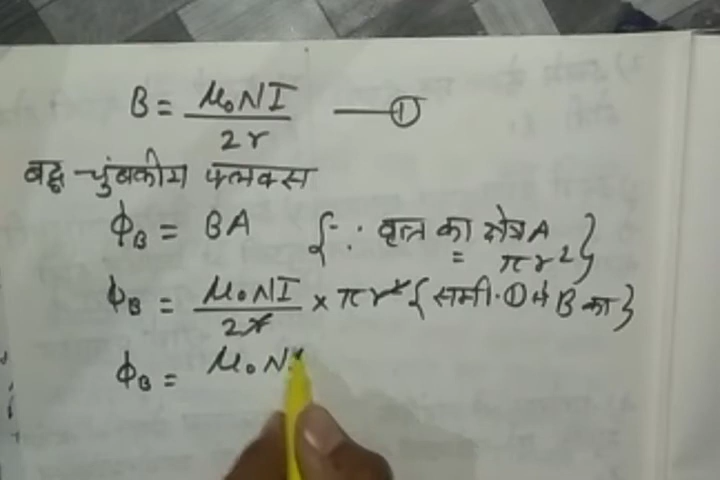 B = μ₀NI / 2r —— ①
बद्ध चुंबकीय फ्लक्स
ϕ_B = BA {∵ वृत्त का क्षेत्र A = πr²}
ϕ_B = μ₀NI / 2r × πr² {समी. ① से B का}
ϕ_B = μ₀N